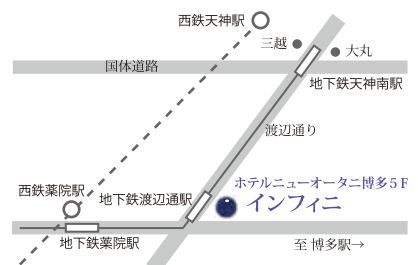 西鉄天神駅
三越
大丸
国体道路
地下鉄天神南駅
渡辺通り
ホテルニューオータニ博多5F
西鉄薬院駅
地下鉄渡辺通駅
インフィニ
地下鉄薬院駅
至 博多駅→